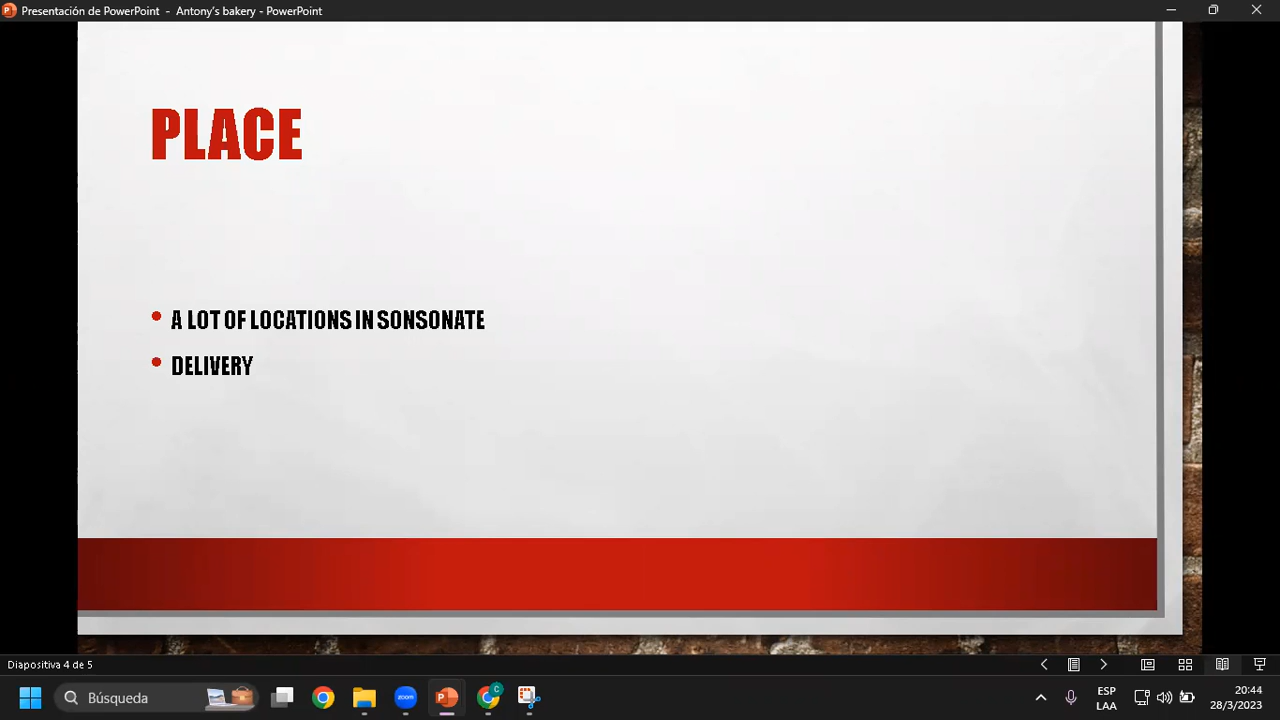 Presentación de PowerPoint - Antony's bakery - PowerPoint
PLACE
A LOT OF LOCATIONS IN SONSONATE
DELIVERY
Diapositiva 4 de 5
Búsqueda
zoom
C
ESP
LAA
20:44
28/3/2023